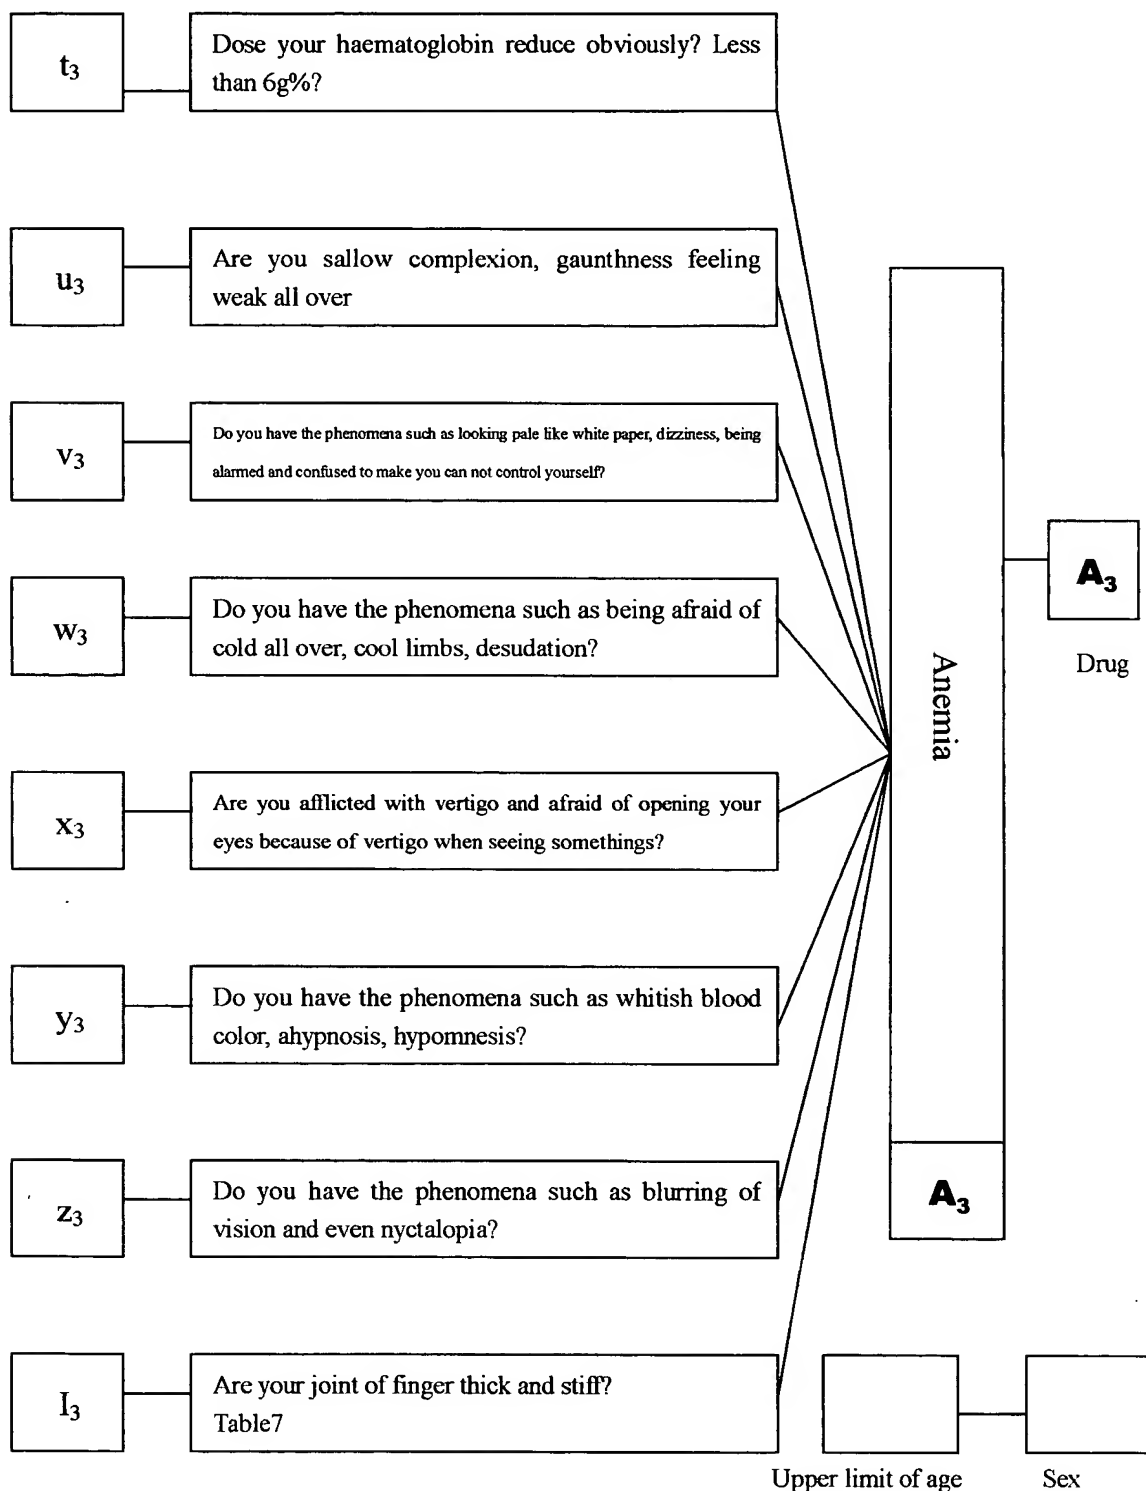 t3
Dose your haematoglobin reduce obviously? Less
than 6g%?
u3
Are you sallow complexion, gaunthness feeling
weak all over
v3
Do you have the phenomena such as looking pale like white paper, dizziness, being
alarmed and confused to make you can not control yourself?
w3
Do you have the phenomena such as being afraid of
cold all over, cool limbs, desudation?
x3
Are you afflicted with vertigo and afraid of opening your
eyes because of vertigo when seeing somethings?
y3
Do you have the phenomena such as whitish blood
color, ahypnosis, hypomnesis?
z3
Do you have the phenomena such as blurring of
vision and even nyctalopia?
I3
Are your joint of finger thick and stiff?
Table7
Anemia
A3
A3
Drug
Upper limit of age
Sex